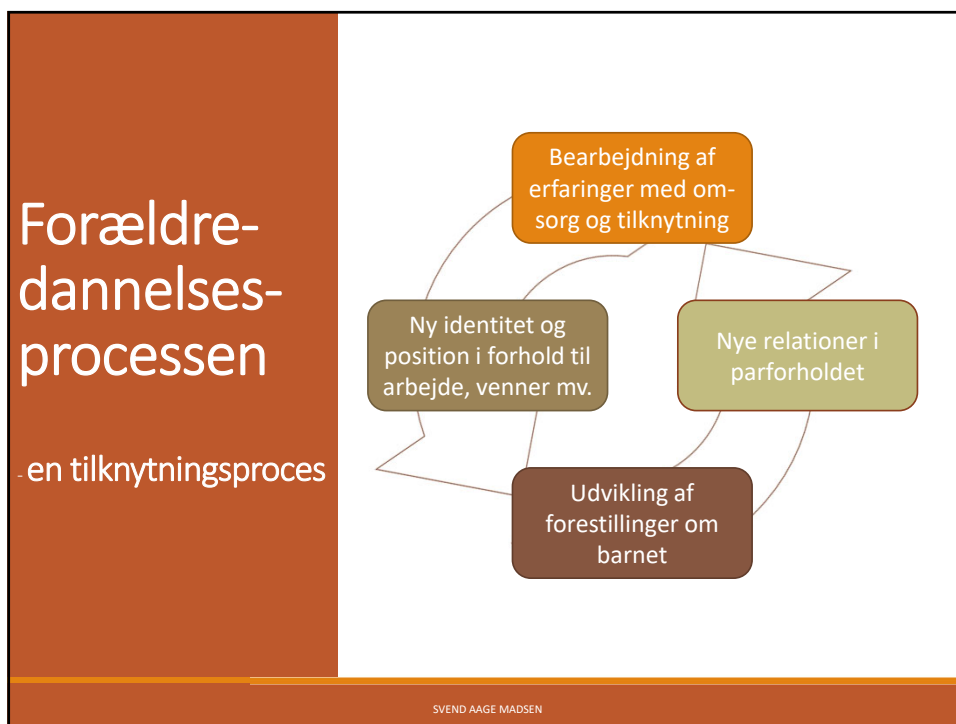 Forældre-
dannelses-
processen
- en tilknytningsproces
Bearbejdning af
erfaringer med om-
sorg og tilknytning
Ny identitet og
position i forhold til
arbejde, venner mv.
Nye relationer i
parforholdet
Udvikling af
forestillinger om
barnet
SVEND AAGE MADSEN